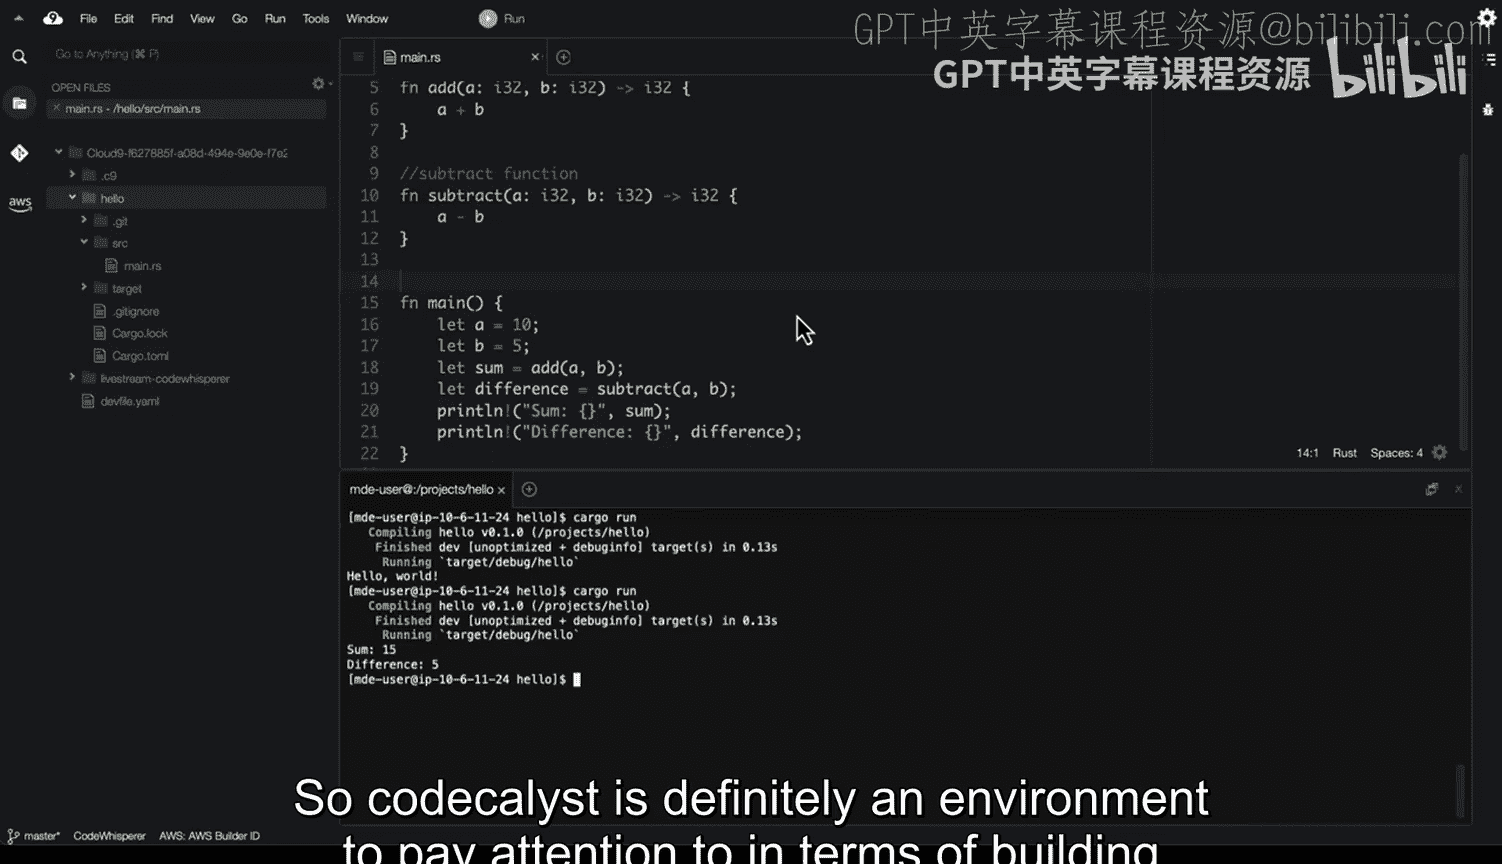 File Edit Find View Go Run Tools Window Run
GPT中英字幕课程资源@bilibili.com
GPT中英字幕课程资源 bilibili
Go to Anything (⌘ P)
OPEN FILES
main.rs - /hello/src/main.rs
aws
Cloud9-f627885f-a08d-494e-9e0e-f7e2
.c9
hello
.git
src
main.rs
target
.gitignore
Cargo.lock
Cargo.toml
livestream-codewhisperer
devfile.yaml
main.rs
5 fn add(a: i32, b: i32) -> i32 {
6 a + b
7 }
8
9 //subtract function
10 fn subtract(a: i32, b: i32) -> i32 {
11 a - b
12 }
13
14
15 fn main() {
16 let a = 10;
17 let b = 5;
18 let sum = add(a, b);
19 let difference = subtract(a, b);
20 println!("Sum: {}", sum);
21 println!("Difference: {}", difference);
22 }
14:1 Rust Spaces: 4
mde-user@:/projects/hello
[mde-user@ip-10-6-11-24 hello]$ cargo run
Compiling hello v0.1.0 (/projects/hello)
Finished dev [unoptimized + debuginfo] target(s) in 0.13s
Running `target/debug/hello`
Hello, world!
[mde-user@ip-10-6-11-24 hello]$ cargo run
Compiling hello v0.1.0 (/projects/hello)
Finished dev [unoptimized + debuginfo] target(s) in 0.13s
Running `target/debug/hello`
Sum: 15
Difference: 5
[mde-user@ip-10-6-11-24 hello]$
So codecalyst is definitely an environment
to pay attention to in terms of building
master* CodeWhisperer AWS: AWS Builder ID